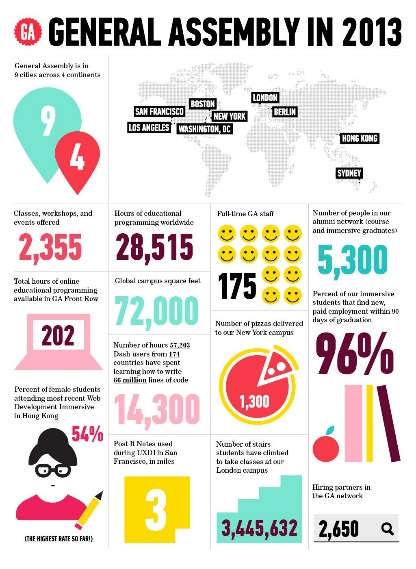 GA GENERAL ASSEMBLY IN 2013
General Assembly is in
9 cities across 4 continents
9
4
LONDON
BOSTON
BERLIN
SAN FRANCISCO
NEW YORK
LOS ANGELES
WASHINGTON, DC
HONG KONG
SYDNEY
Classes, workshops, and
events offered
2,355
Hours of educational
programming worldwide
28,515
Full-time GA staff
175
Number of people in our
alumni network (course
and immersive graduates)
5,300
Total hours of online
educational programming
available in GA Front Row
202
Global campus square feet
72,000
Number of pizzas delivered
to our New York campus
1,300
Percent of our immersive
students that find new,
paid employment within 90
days of graduation
96%
Number of hours 57,202
Dash users from 174
countries have spent
learning how to write
66 million lines of code
14,300
Percent of female students
attending most recent Web
Development Immersive
in Hong Kong
54%
(THE HIGHEST RATE SO FAR!)
Post It Notes used
during UXDI in San
Francisco, in miles
3
Number of stairs
students have climbed
to take classes at our
London campus
3,445,632
Hiring partners in
the GA network
2,650